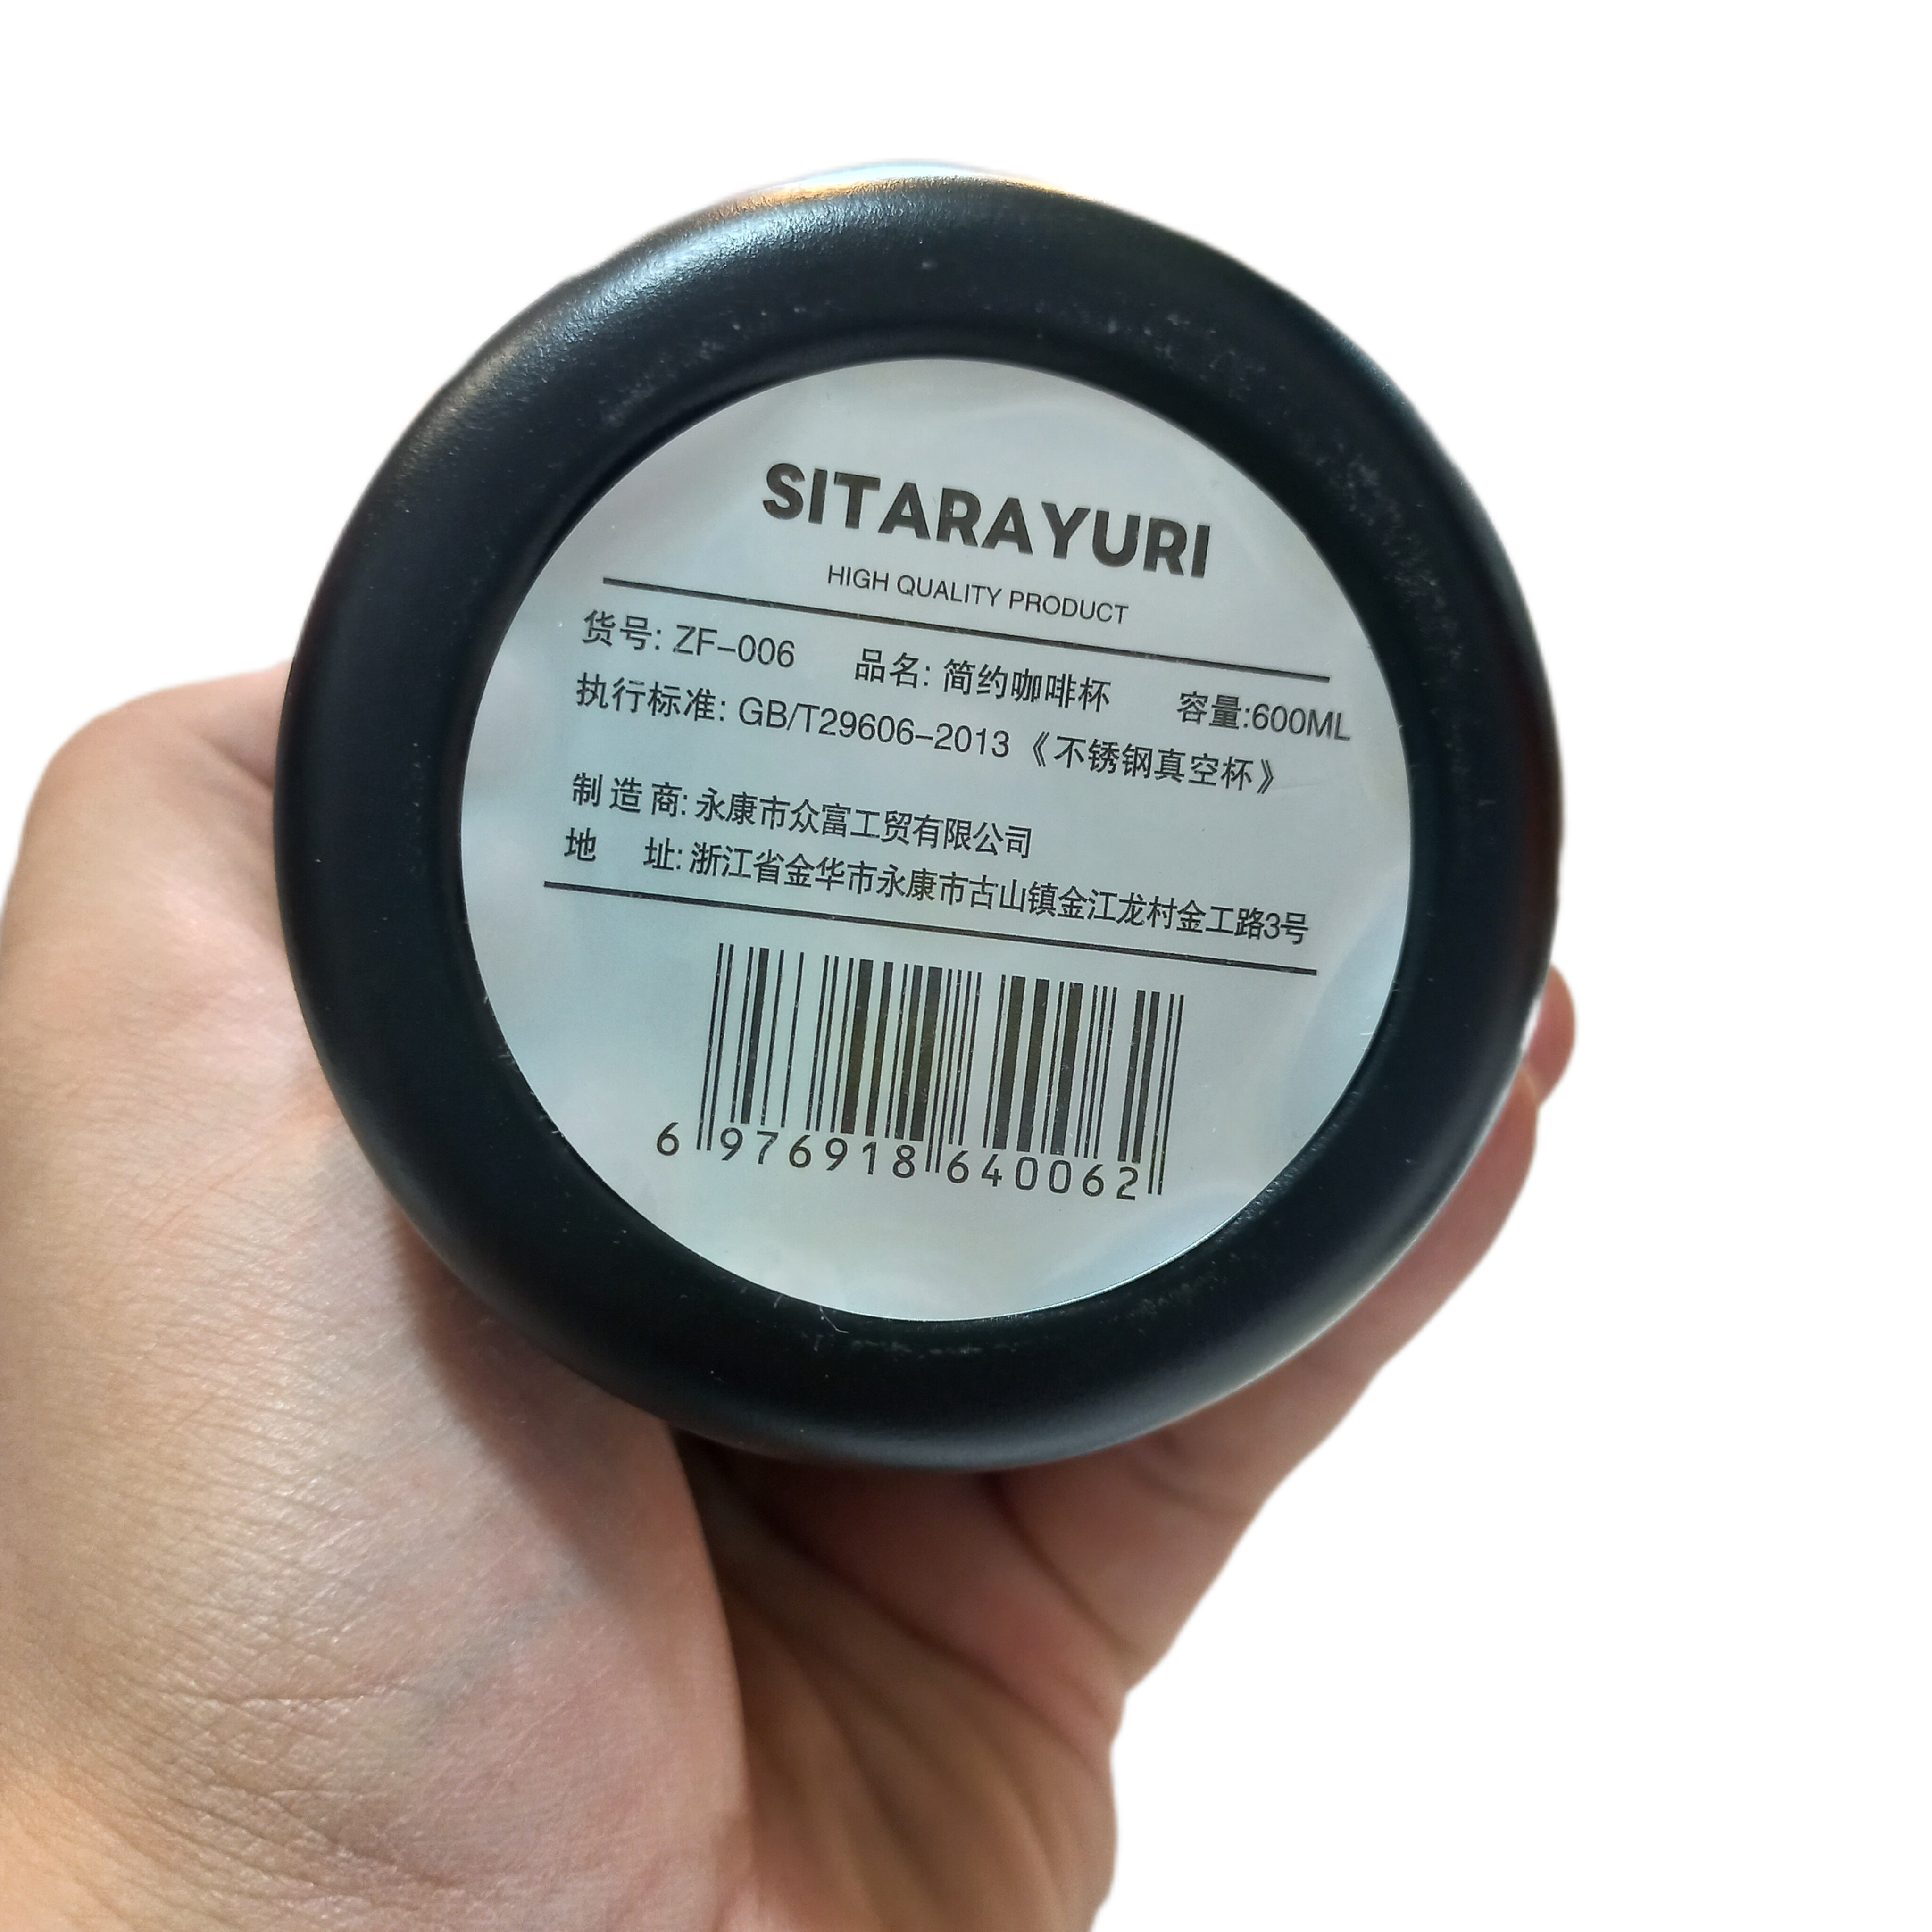 SITARAYURI
HIGH QUALITY PRODUCT
货号: ZF-006 品名: 简约咖啡杯 容量:600ML
执行标准: GB/T29606-2013《不锈钢真空杯》
制造商: 永康市众富工贸有限公司
地 址: 浙江省金华市永康市古山镇金江龙村金工路3号
6 976918 640062